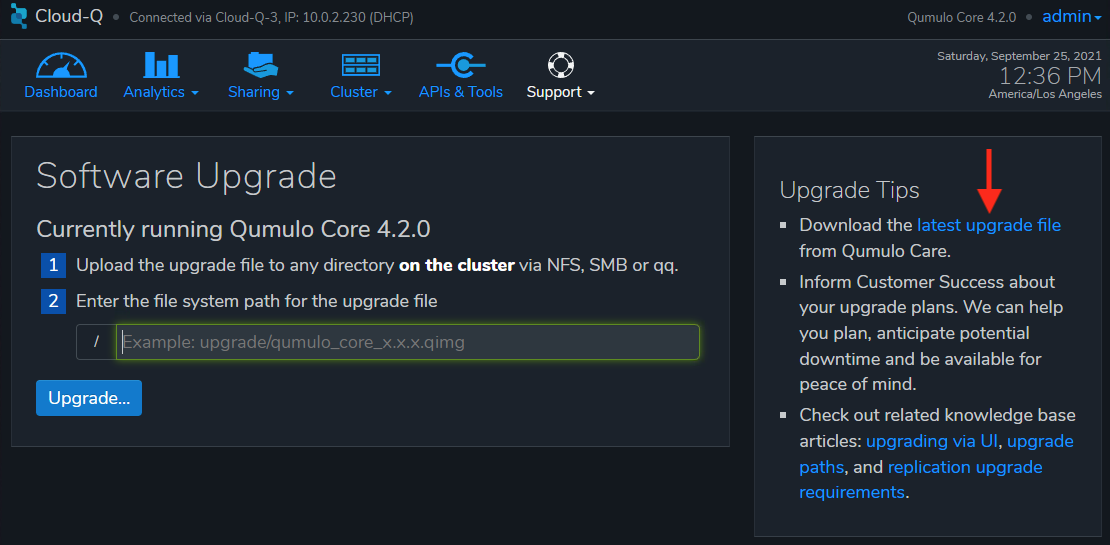 Cloud-Q • Connected via Cloud-Q-3, IP: 10.0.2.230 (DHCP)
Qumulo Core 4.2.0 • admin
Dashboard
Analytics
Sharing
Cluster
APIs & Tools
Support
Saturday, September 25, 2021
12:36 PM
America/Los Angeles
Software Upgrade
Currently running Qumulo Core 4.2.0
1 Upload the upgrade file to any directory on the cluster via NFS, SMB or qq.
2 Enter the file system path for the upgrade file
/ Example: upgrade/qumulo_core_x.x.x.qimg
Upgrade...
Upgrade Tips
Download the latest upgrade file
from Qumulo Care.
Inform Customer Success about
your upgrade plans. We can help
you plan, anticipate potential
downtime and be available for
peace of mind.
Check out related knowledge base
articles: upgrading via UI, upgrade
paths, and replication upgrade
requirements.